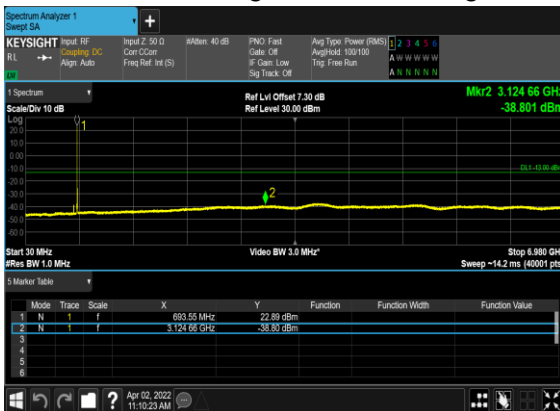 Spectrum Analyzer 1
Swept SA
KEYSIGHT
RL
LV
Input: RF
Coupling: DC
Align: Auto
Input Z: 50 Ω
Corr CCorr
Freq Ref: Int (S)
#Atten: 40 dB
PNO: Fast
Gate: Off
IF Gain: Low
Sig Track: Off
Avg Type: Power (RMS)
Avg|Hold: 100/100
Trig: Free Run
1 2 3 4 5 6
A W W W W W
A N N N N N
1 Spectrum
Scale/Div 10 dB
Ref Lvl Offset 7.30 dB
Ref Level 30.00 dBm
Mkr2 3.124 66 GHz
-38.801 dBm
Log
20.0
10.0
0.00
-10.0
-20.0
-30.0
-40.0
-50.0
-60.0
1
2
DL1 -13.00 dBm
Start 30 MHz
#Res BW 1.0 MHz
Video BW 3.0 MHz*
Stop 6.980 GHz
Sweep ~14.2 ms (40001 pts)
5 Marker Table
Mode Trace Scale X Y Function Function Width Function Value
1 N 1 f 693.55 MHz 22.89 dBm
2 N 1 f 3.124 66 GHz -38.80 dBm
3
4
5
6
?
Apr 02, 2022
11:10:23 AM